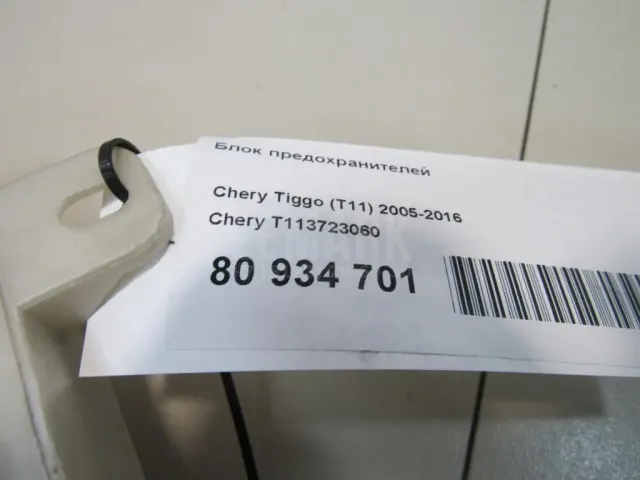 Блок предохранителей
Chery Tiggo (T11) 2005-2016
Chery T113723060
80 934 701